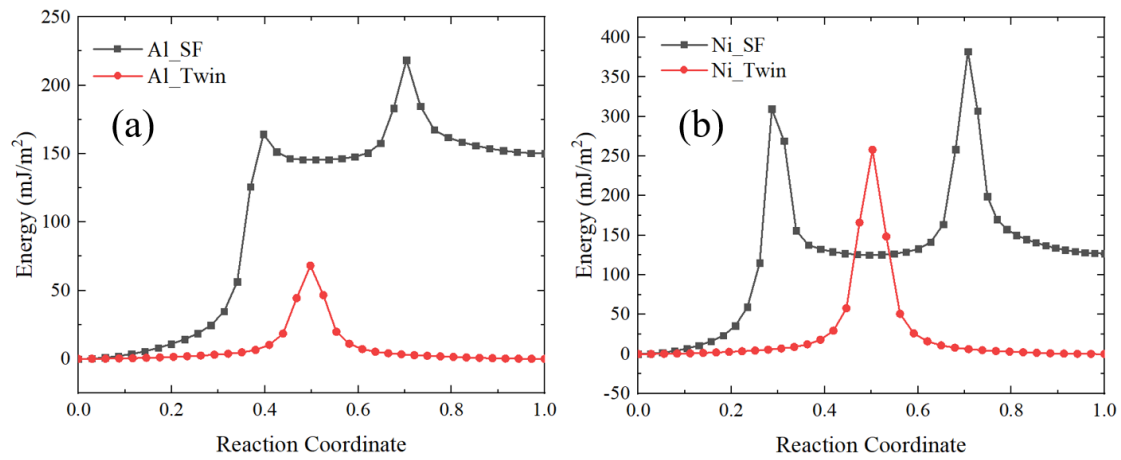 250
200
150
100
50
0
Energy (mJ/m²)
Al_SF
Al_Twin
(a)
0.0 0.2 0.4 0.6 0.8 1.0
Reaction Coordinate
400
350
300
250
200
150
100
50
0
-50
Energy (mJ/m²)
Ni_SF
Ni_Twin
(b)
0.0 0.2 0.4 0.6 0.8 1.0
Reaction Coordinate